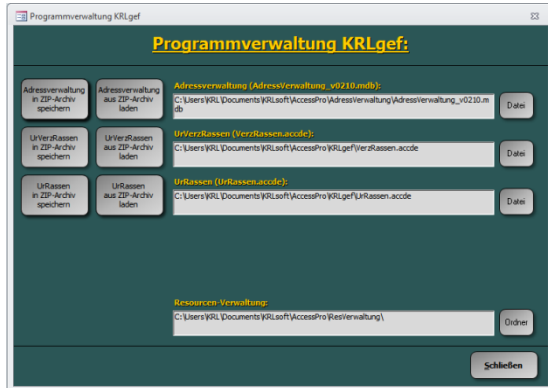 Programmverwaltung KRLgef
Programmverwaltung KRLgef:
Adressverwaltung
in ZIP-Archiv
speichern
Adressverwaltung
aus ZIP-Archiv
laden
Adressverwaltung (AdressVerwaltung_v0210.mdb):
C:\Users\KRL\Documents\KRLsoft\AccessPro\AdressVerwaltung\AdressVerwaltung_v0210.m
db
Datei
UrVerzRassen
in ZIP-Archiv
speichern
UrVerzRassen
aus ZIP-Archiv
laden
UrVerzRassen (VerzRassen.accde):
C:\Users\KRL\Documents\KRLsoft\AccessPro\KRLgef\VerzRassen.accde
Datei
UrRassen
in ZIP-Archiv
speichern
UrRassen
aus ZIP-Archiv
laden
UrRassen (UrRassen.accde):
C:\Users\KRL\Documents\KRLsoft\AccessPro\KRLgef\UrRassen.accde
Datei
Resourcen-Verwaltung:
C:\Users\KRL\Documents\KRLsoft\AccessPro\ResVerwaltung\
Ordner
Schließen